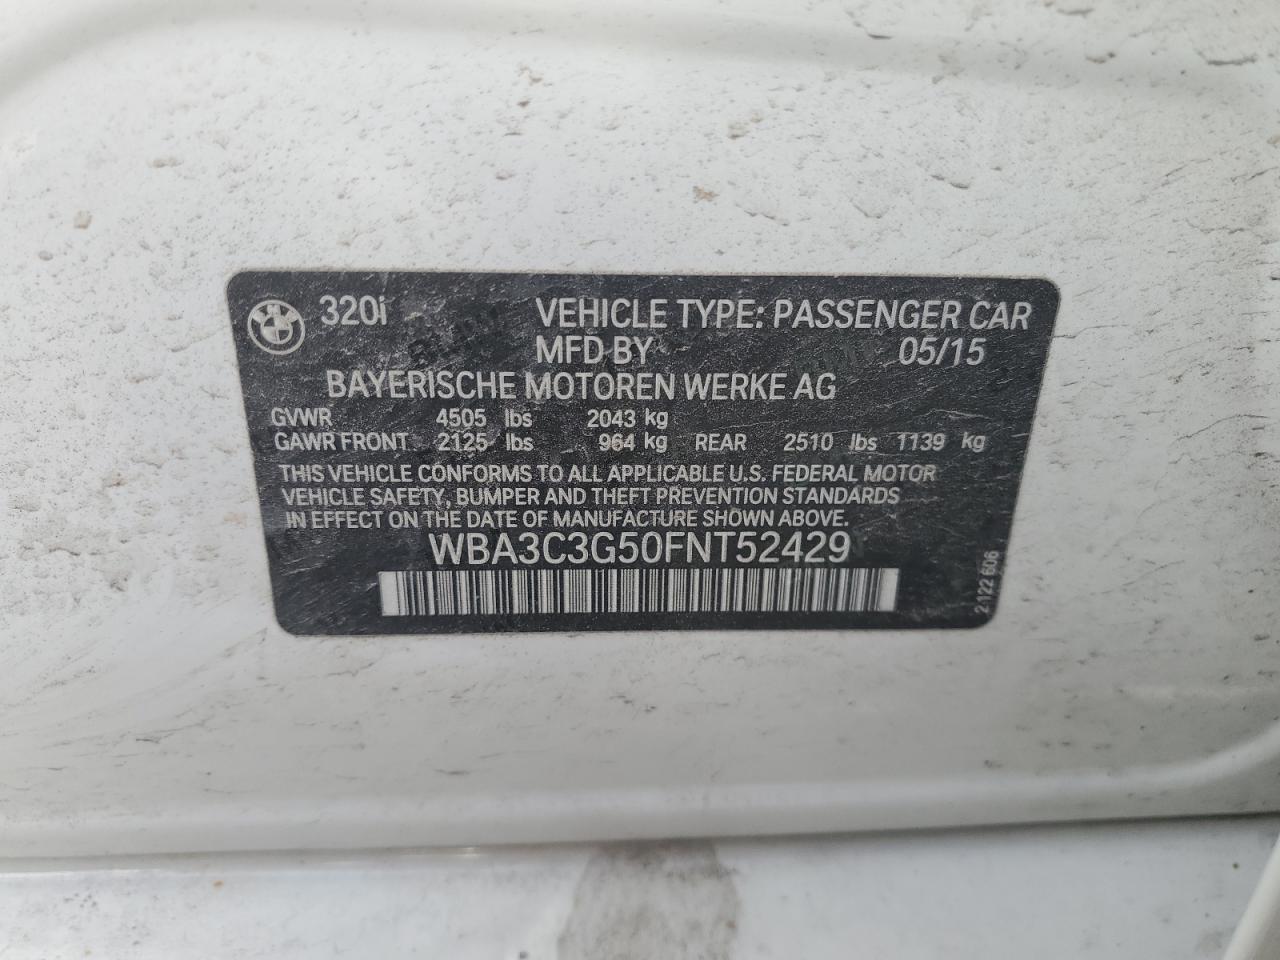 320i VEHICLE TYPE: PASSENGER CAR
MFD BY 05/15
BAYERISCHE MOTOREN WERKE AG
GVWR 4505 lbs 2043 kg
GAWR FRONT 2125 lbs 964 kg REAR 2510 lbs 1139 kg
THIS VEHICLE CONFORMS TO ALL APPLICABLE U.S. FEDERAL MOTOR
VEHICLE SAFETY, BUMPER AND THEFT PREVENTION STANDARDS
IN EFFECT ON THE DATE OF MANUFACTURE SHOWN ABOVE.
WBA3C3G50FNT52429
2 122 606